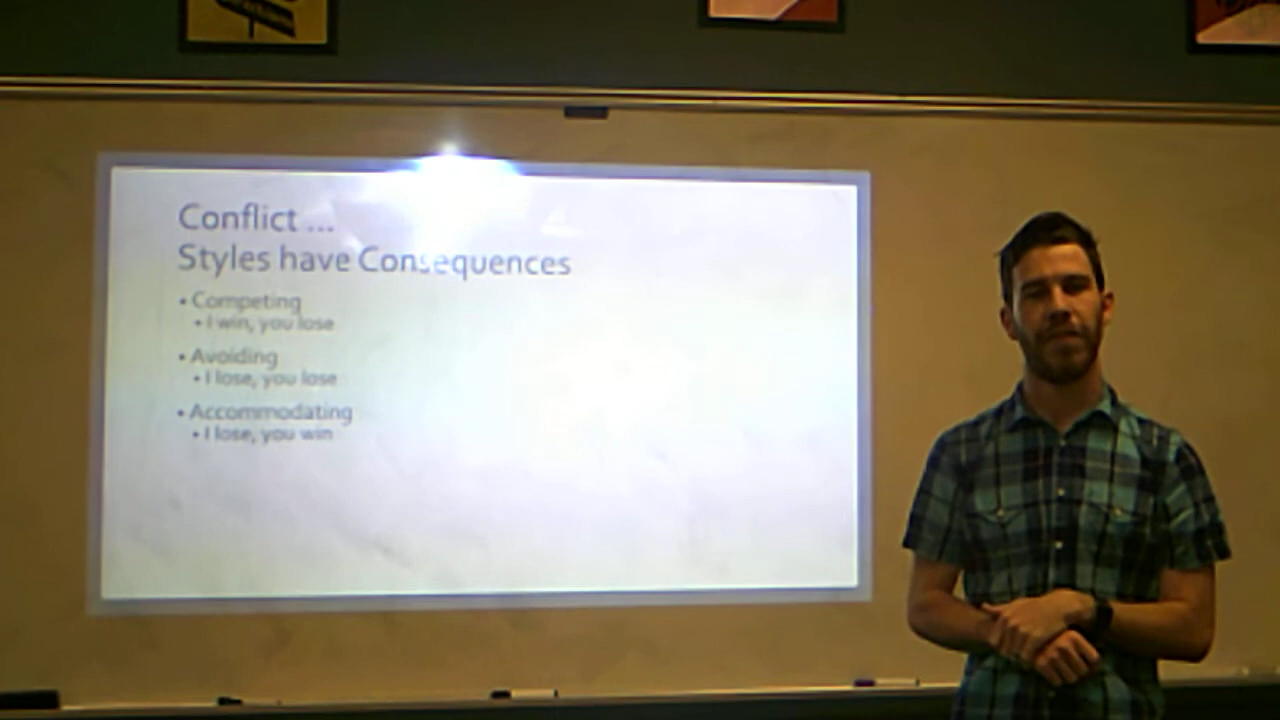 Conflict ...
Styles have Consequences
• Competing
• I win, you lose
• Avoiding
• I lose, you lose
• Accommodating
• I lose, you win